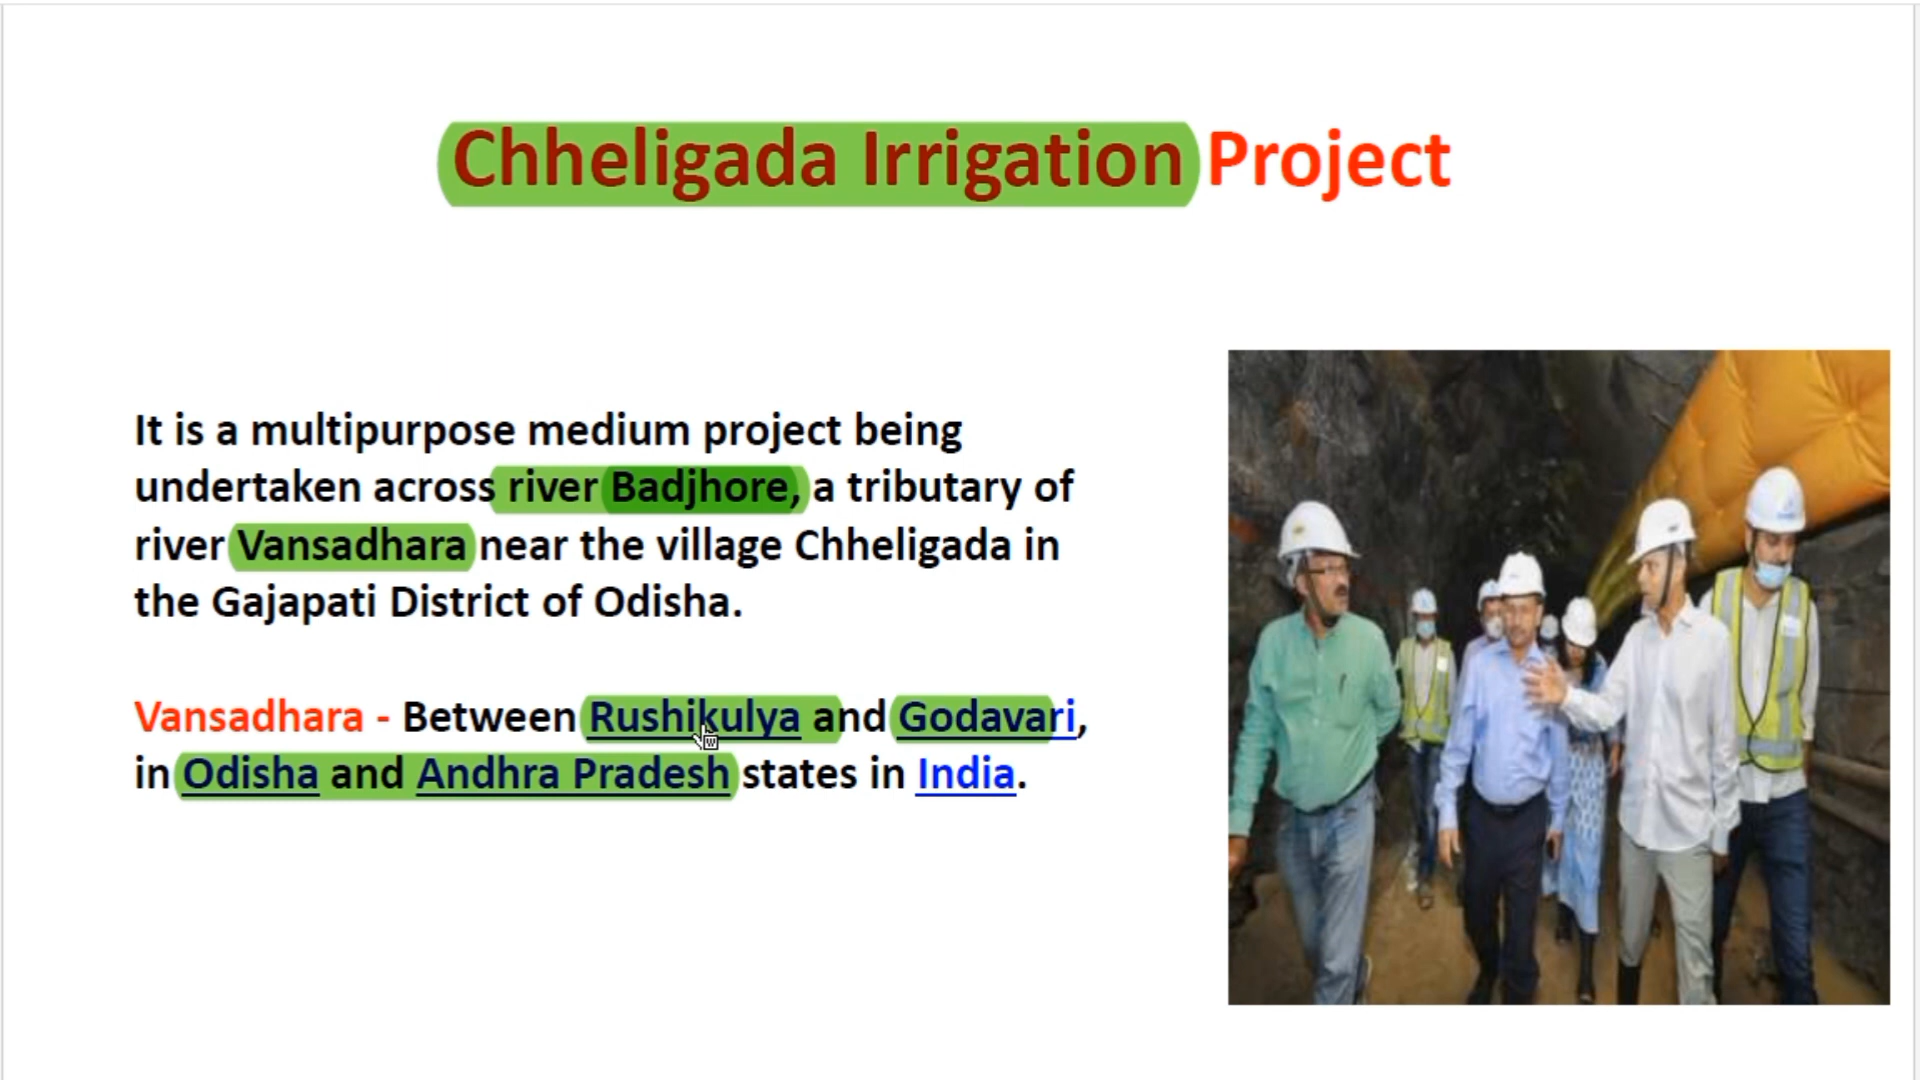 Chheligada Irrigation Project
It is a multipurpose medium project being
undertaken across river Badjhore, a tributary of
river Vansadhara near the village Chheligada in
the Gajapati District of Odisha.
Vansadhara - Between Rushikulya and Godavari,
in Odisha and Andhra Pradesh states in India.